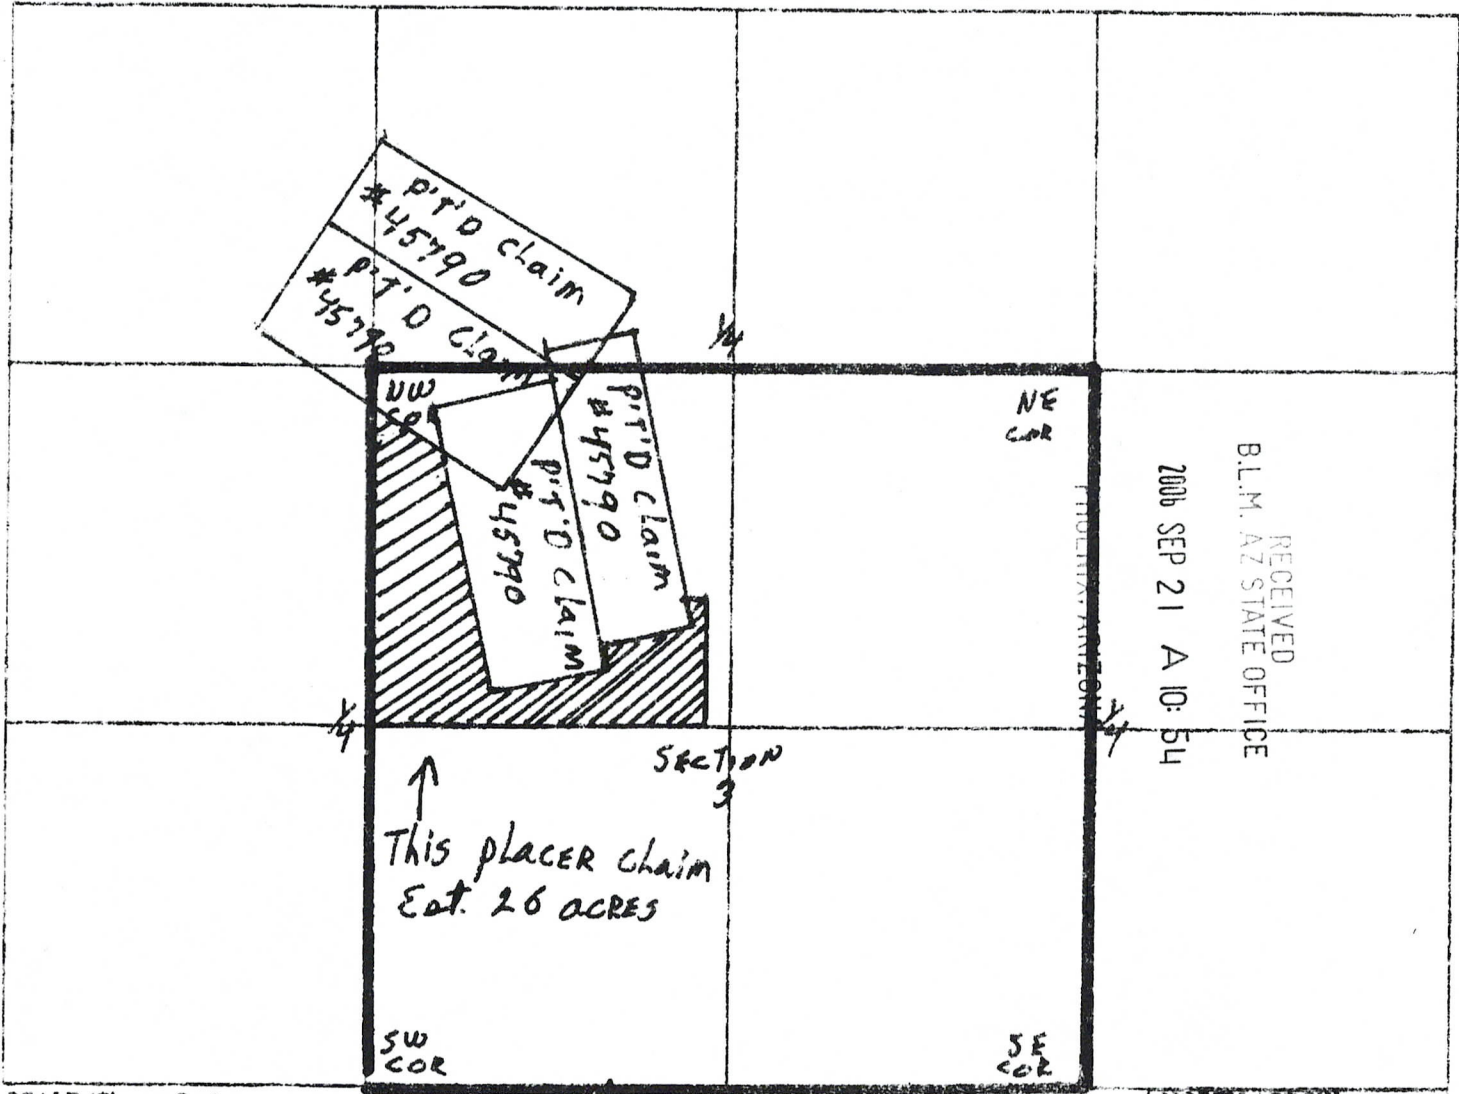 P'T'D Claim
# 45790
P'T'D Claim
# 45790
1/4
NW
COR
NE
COR
P'T'D Claim
# 45790
P'T'D Claim
# 45790
RECEIVED
B.L.M. AZ STATE OFFICE
2006 SEP 21 A 10: 54
1/4
1/4
SECTION
3
This placer claim
Est. 26 acres
SW
COR
SE
COR